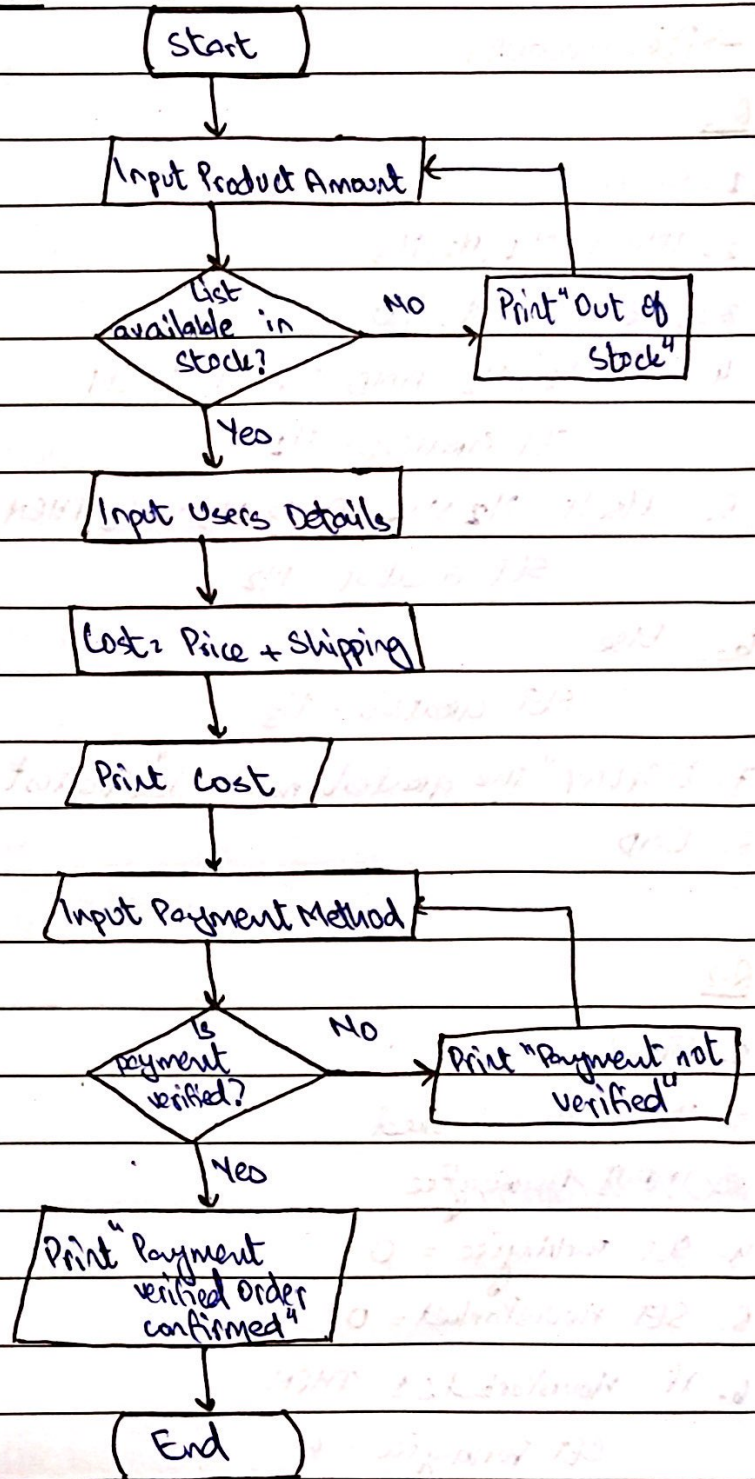 Start
Input Product Amount
List
available in
stock?
NO
Print "Out of
Stock"
Yes
Input Users Details
Cost = Price + Shipping
Print Cost
Input Payment Method
Is
payment
verified?
NO
Print "Payment not
verified"
Yes
Print "Payment
verified Order
confirmed"
End